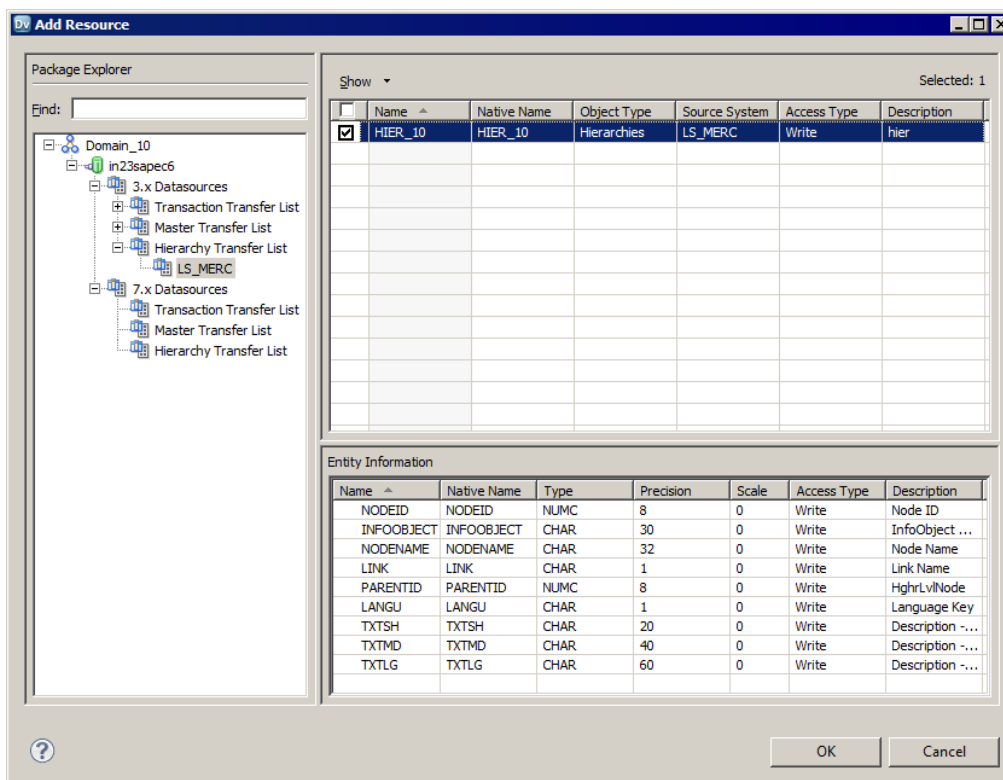 Dv Add Resource
Package Explorer
Find:
Domain_10
in23sapec6
3.x Datasources
Transaction Transfer List
Master Transfer List
Hierarchy Transfer List
LS_MERC
7.x Datasources
Transaction Transfer List
Master Transfer List
Hierarchy Transfer List
Show Selected: 1
Name Native Name Object Type Source System Access Type Description
HIER_10 HIER_10 Hierarchies LS_MERC Write hier
Entity Information
Name Native Name Type Precision Scale Access Type Description
NODEID NODEID NUMC 8 0 Write Node ID
INFOOBJECT INFOOBJECT CHAR 30 0 Write InfoObject ...
NODENAME NODENAME CHAR 32 0 Write Node Name
LINK LINK CHAR 1 0 Write Link Name
PARENTID PARENTID NUMC 8 0 Write HghrLvlNode
LANGU LANGU CHAR 1 0 Write Language Key
TXTSH TXTSH CHAR 20 0 Write Description -...
TXTMD TXTMD CHAR 40 0 Write Description -...
TXTLG TXTLG CHAR 60 0 Write Description -...
? OK Cancel